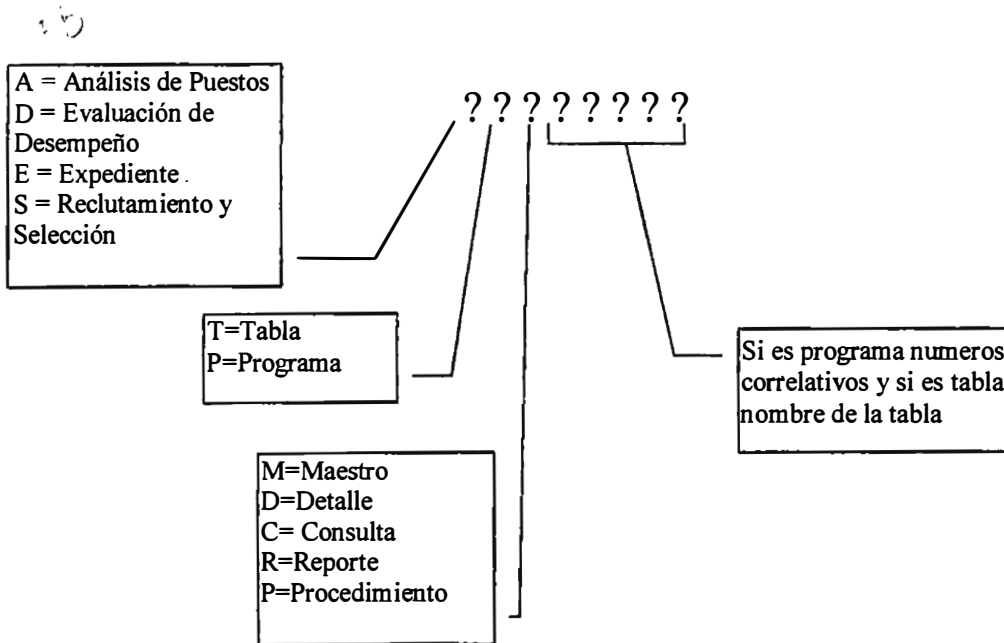 A = Análisis de Puestos
D = Evaluación de
Desempeño
E = Expediente .
S = Reclutamiento y
Selección
? ? ? ? ? ? ? ?
T=Tabla
P=Programa
Si es programa numeros
correlativos y si es tabla
nombre de la tabla
M=Maestro
D=Detalle
C= Consulta
R=Reporte
P=Procedimiento